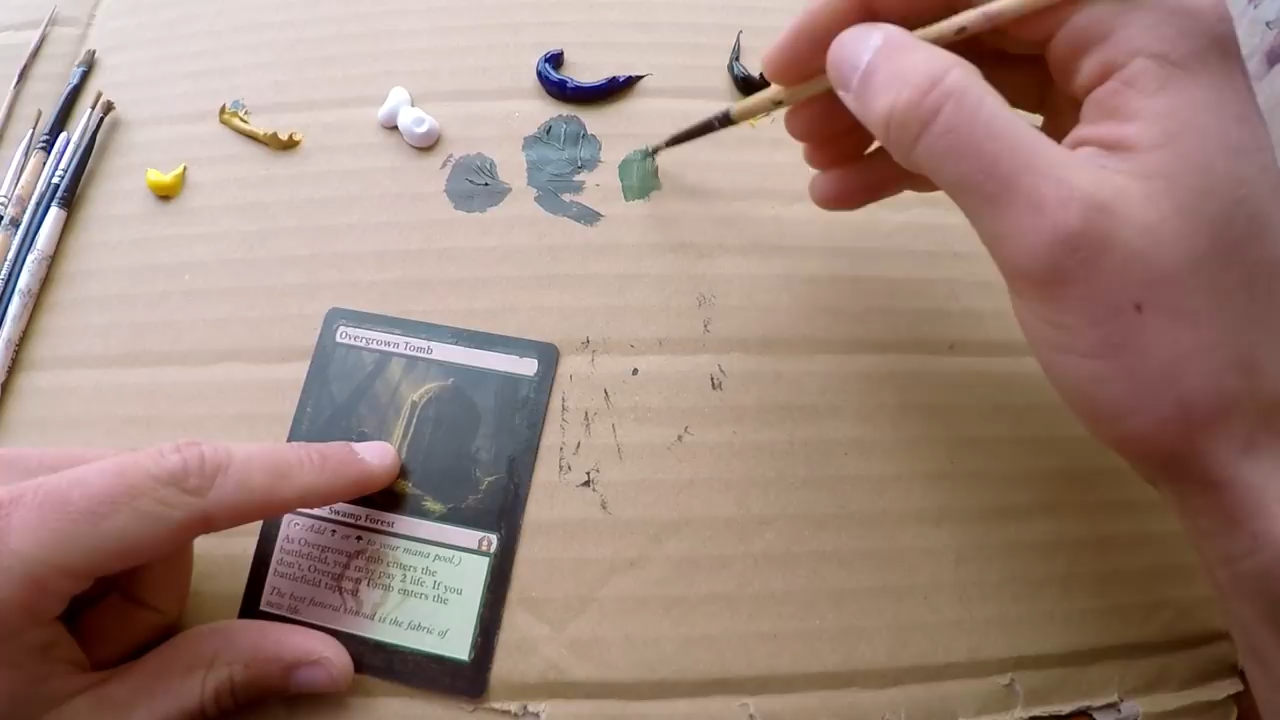 Overgrown Tomb
Swamp Forest
: Add or to your mana pool.)
As Overgrown Tomb enters the
battlefield, you may pay 2 life. If you
don't, Overgrown Tomb enters the
battlefield tapped.
The best funeral shroud is the fabric of
new life.